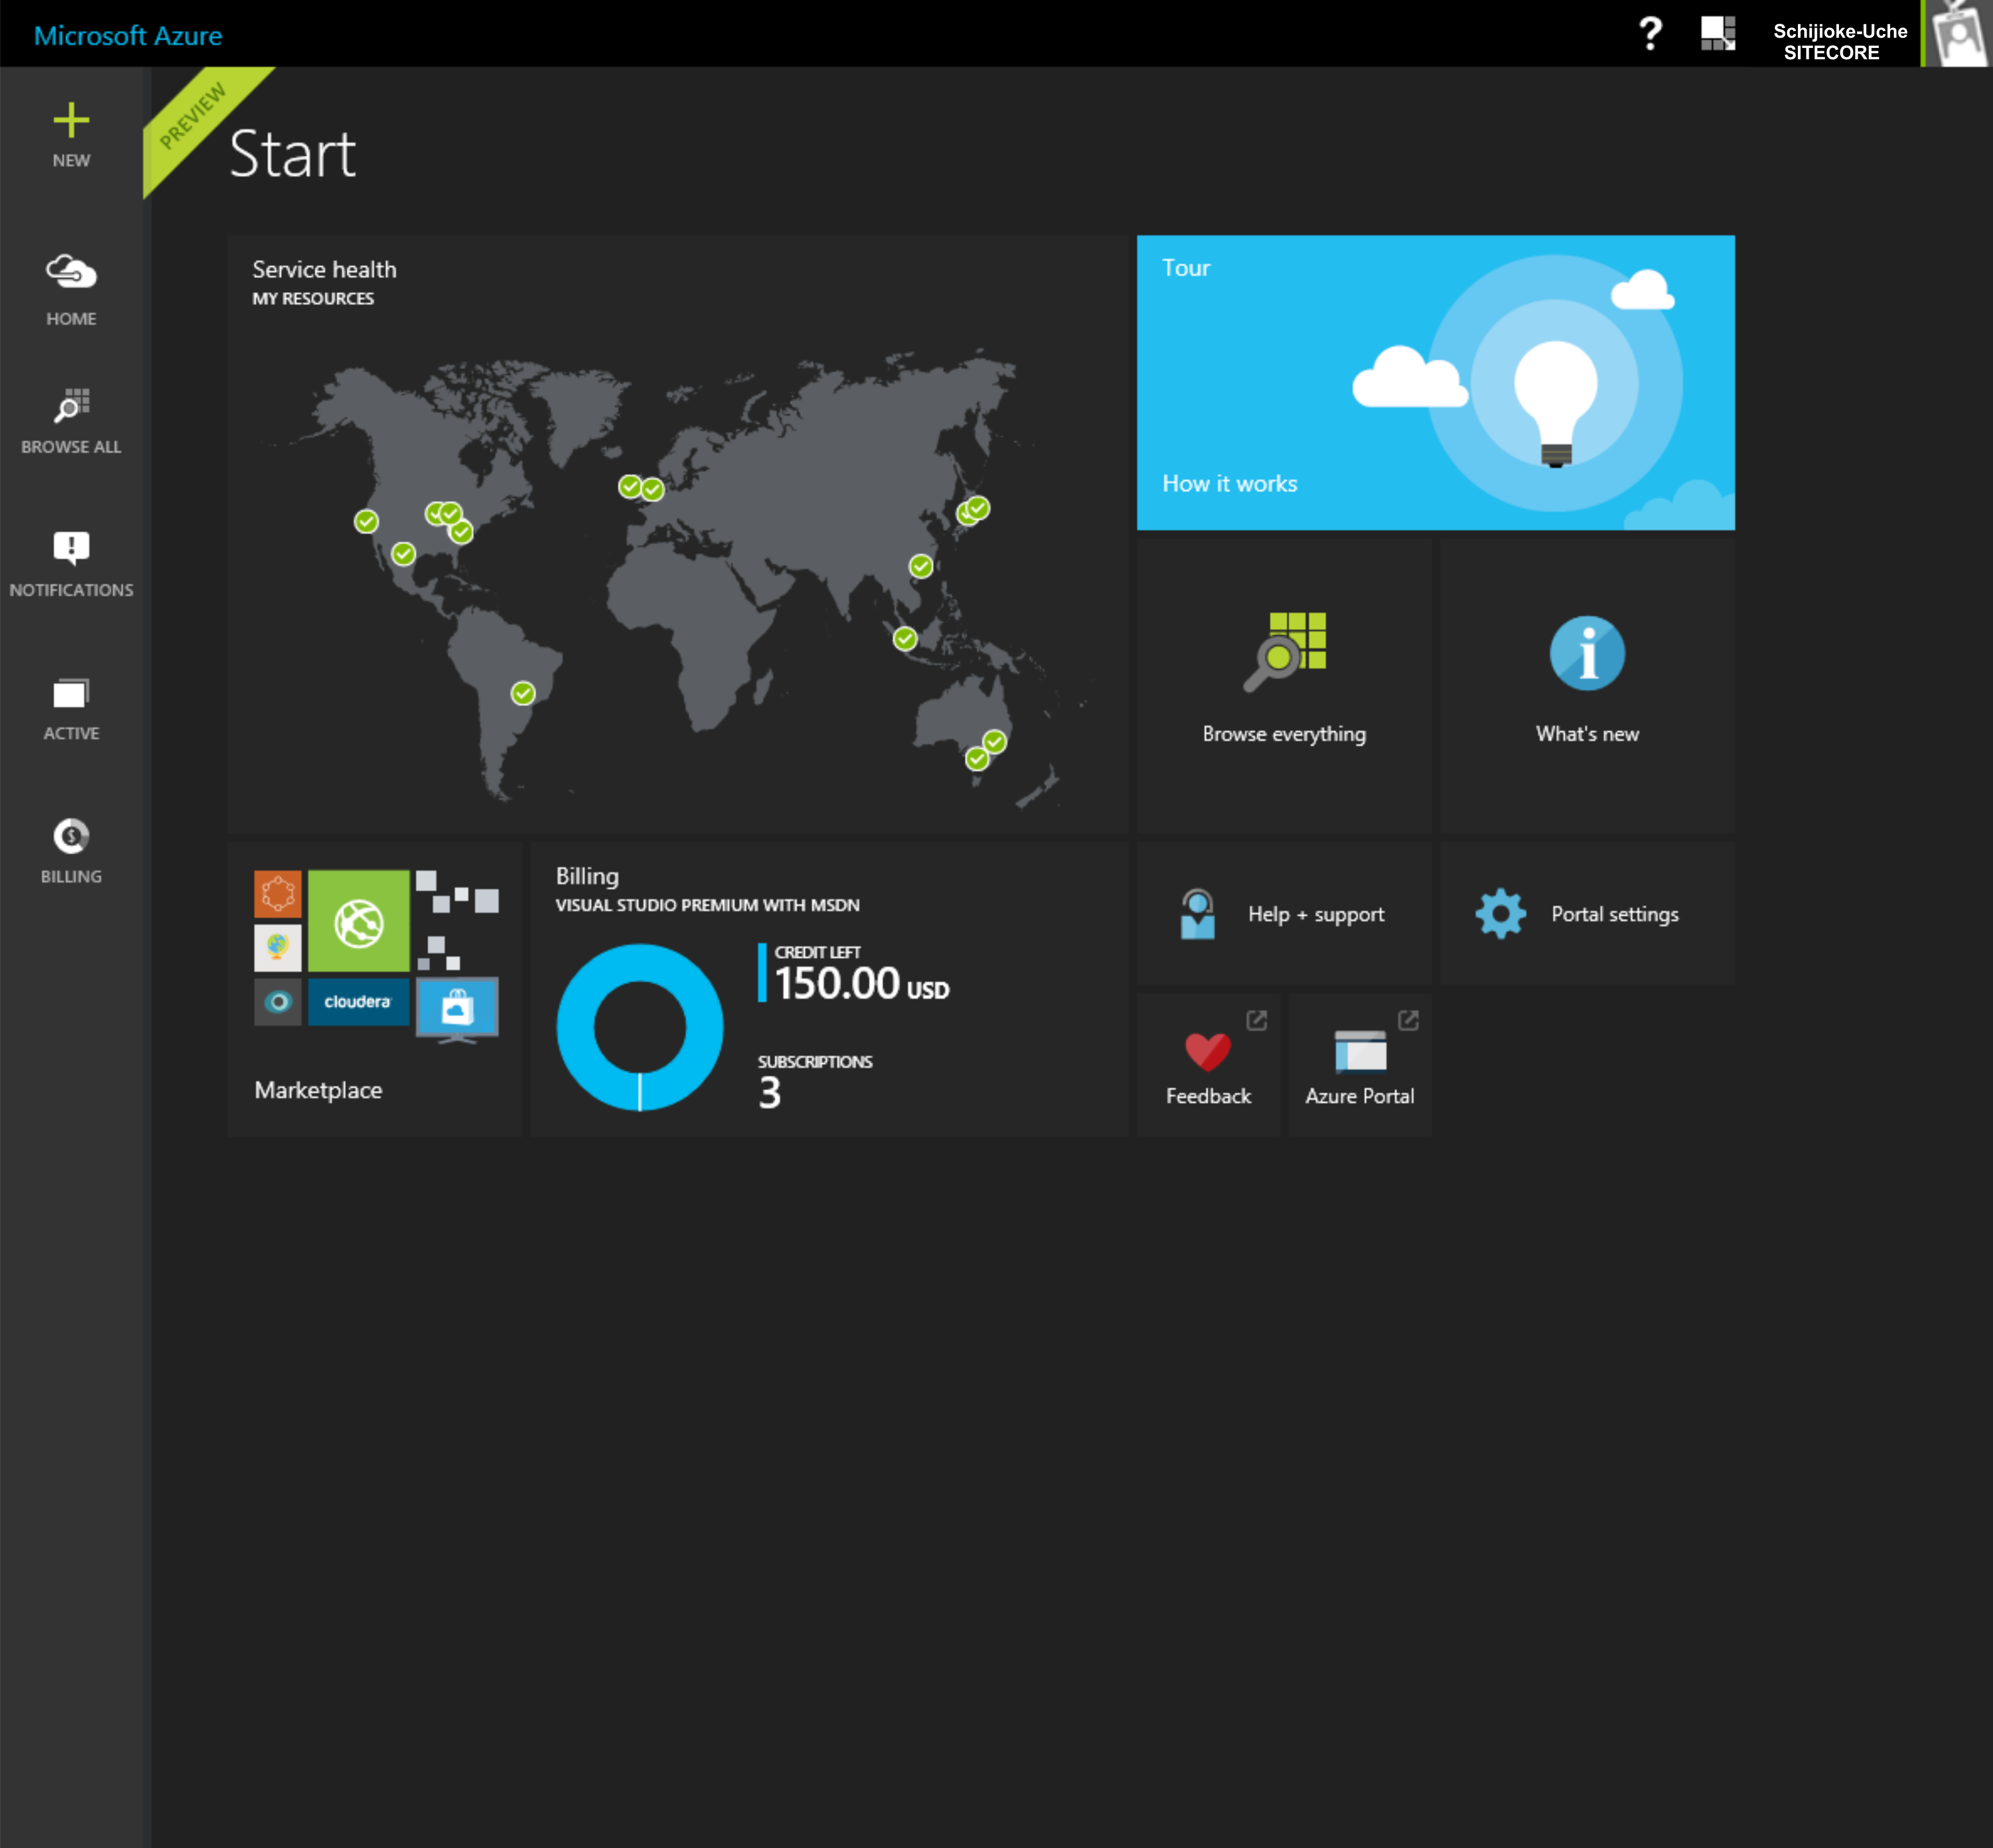 Microsoft Azure
?
Schijioke-Uche
SITECORE
NEW
PREVIEW
Start
HOME
BROWSE ALL
NOTIFICATIONS
ACTIVE
BILLING
Service health
MY RESOURCES
Tour
How it works
Browse everything
What's new
cloudera
Marketplace
Billing
VISUAL STUDIO PREMIUM WITH MSDN
CREDIT LEFT
150.00 USD
SUBSCRIPTIONS
3
Help + support
Portal settings
Feedback
Azure Portal